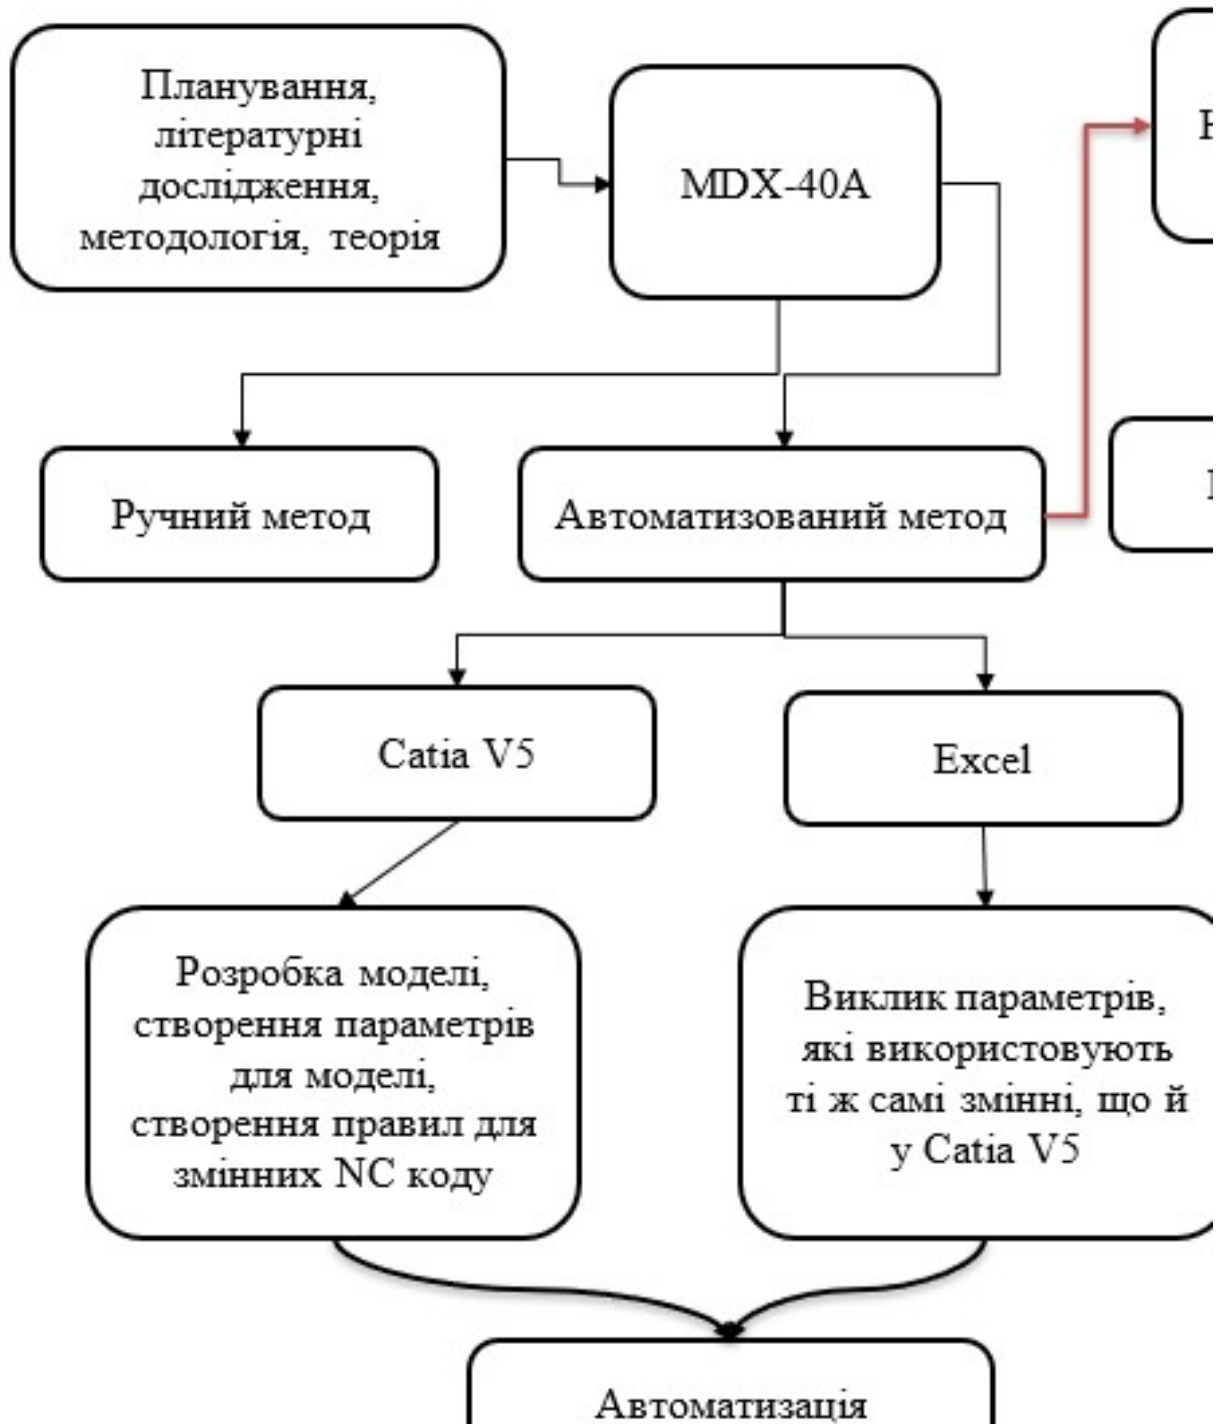 Планування,
літературні
дослідження,
методологія, теорія
MDX-40A
Ручний метод
Автоматизований метод
Catia V5
Excel
Розробка моделі,
створення параметрів
для моделі,
створення правил для
змінних NC коду
Виклик параметрів,
які використовують
ті ж самі змінні, що й
у Catia V5
Автоматизація